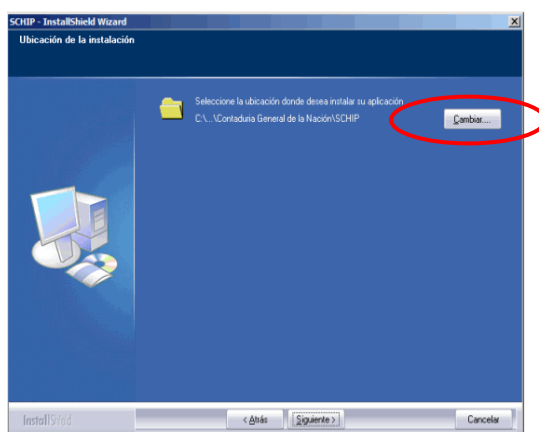 SCHIP - InstallShield Wizard
Ubicación de la instalación
Seleccione la ubicación donde desea instalar su aplicación
C:\...\Contaduria General de la Nación\SCHIP
Cambiar....
InstallShield
< Atrás
Siguiente >
Cancelar